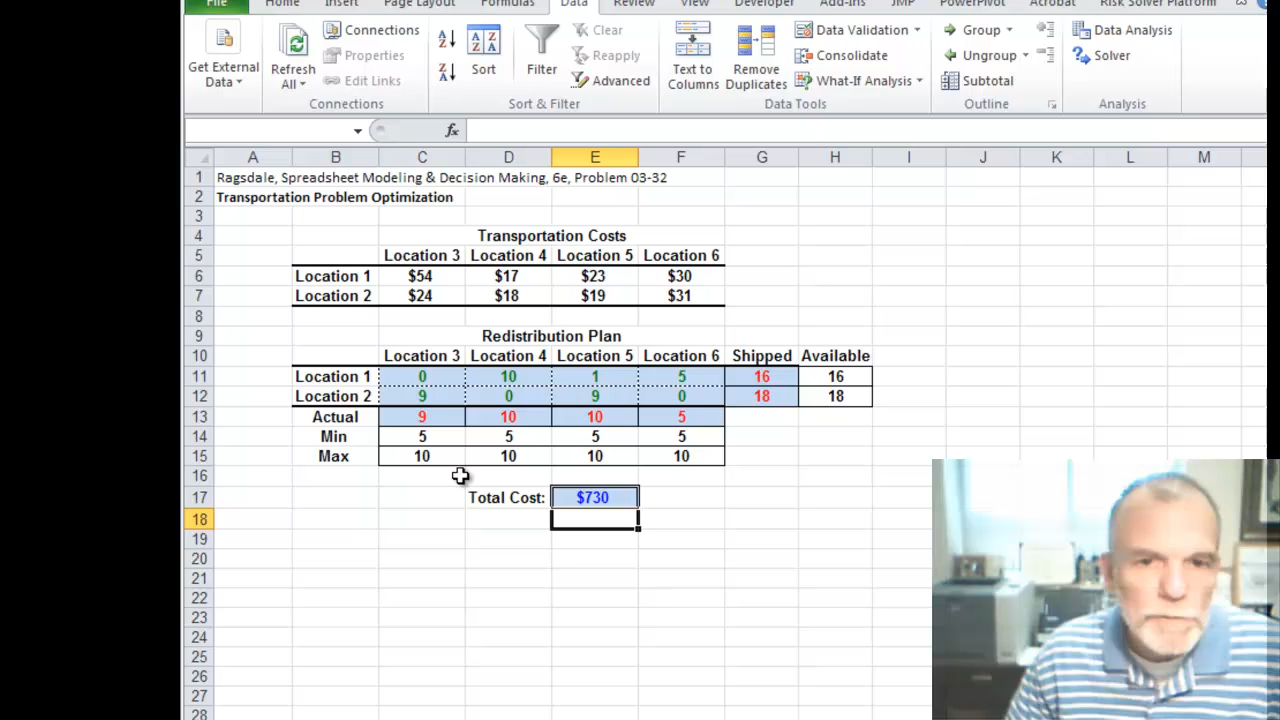 File Home Insert Page Layout Formulas Data Review View Developer Add-Ins JMP PowerPivot Acrobat Risk Solver Platform
Get External Data
Refresh All
Connections
Properties
Edit Links
Connections
Sort
Filter
Clear
Reapply
Advanced
Sort & Filter
Text to Columns
Remove Duplicates
Data Validation
Consolidate
What-If Analysis
Data Tools
Group
Ungroup
Subtotal
Outline
Data Analysis
Solver
Analysis
fx
A B C D E F G H I J K L M
1 Ragsdale, Spreadsheet Modeling & Decision Making, 6e, Problem 03-32
2 Transportation Problem Optimization
3
4 Transportation Costs
5 Location 3 Location 4 Location 5 Location 6
6 Location 1 $54 $17 $23 $30
7 Location 2 $24 $18 $19 $31
8
9 Redistribution Plan
10 Location 3 Location 4 Location 5 Location 6 Shipped Available
11 Location 1 0 10 1 5 16 16
12 Location 2 9 0 9 0 18 18
13 Actual 9 10 10 5
14 Min 5 5 5 5
15 Max 10 10 10 10
16
17 Total Cost: $730
18
19
20
21
22
23
24
25
26
27
28